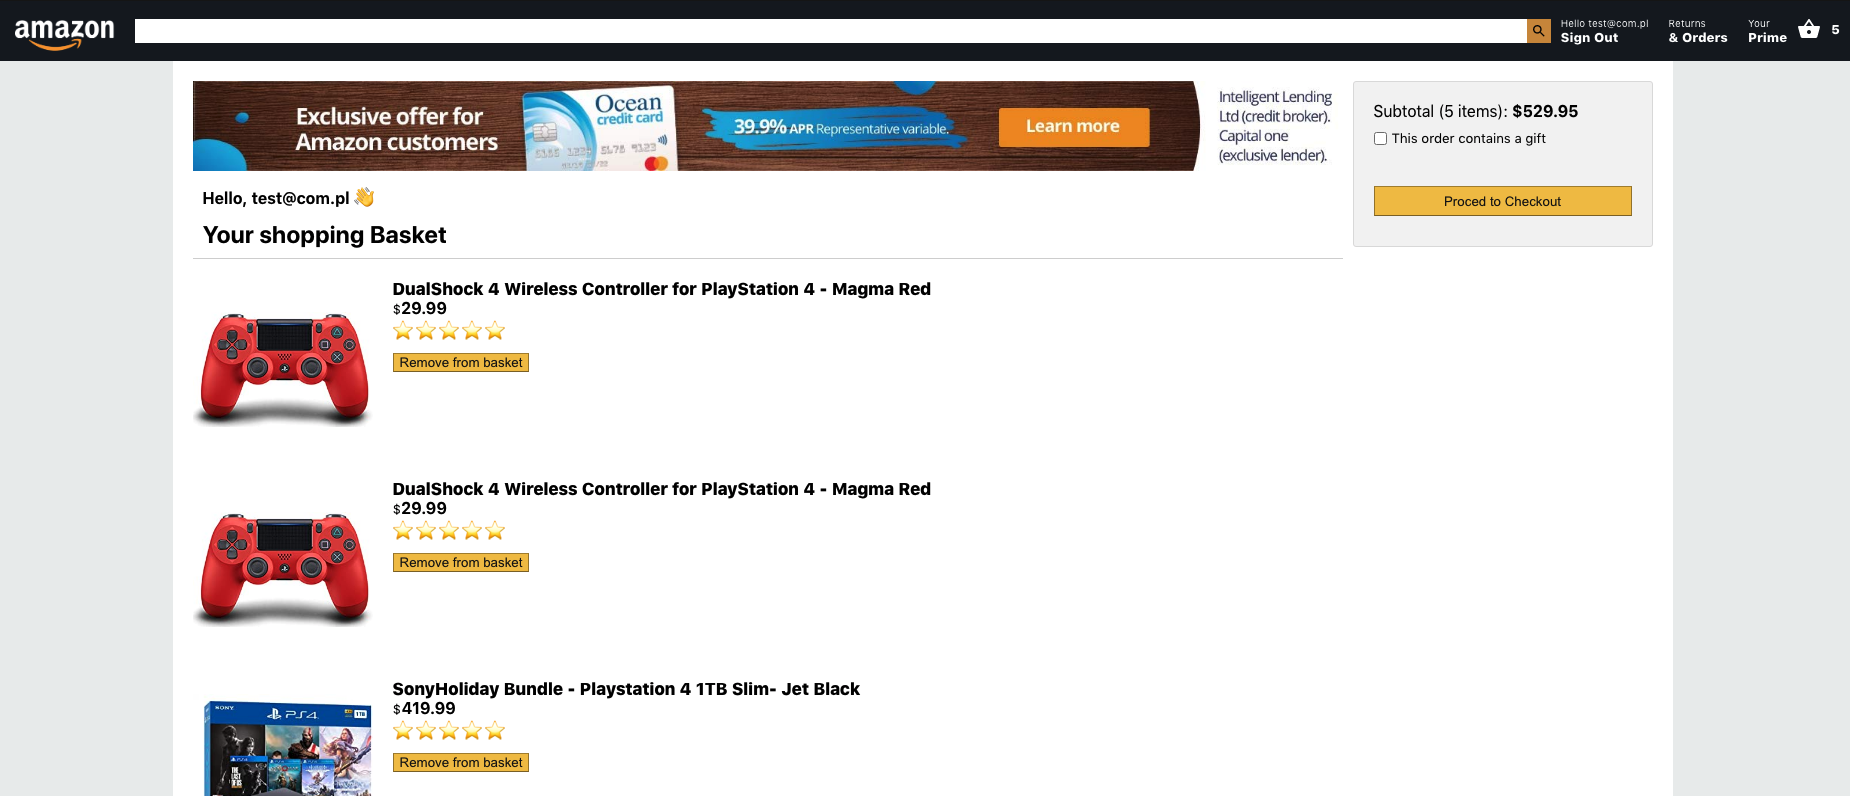 amazon
Hello test@com.pl
Sign Out
Returns
& Orders
Your
Prime
5
Exclusive offer for
Amazon customers
Ocean
credit card
39.9% APR Representative variable.
Learn more
Intelligent Lending
Ltd (credit broker).
Capital one
(exclusive lender).
Subtotal (5 items): $529.95
This order contains a gift
Proced to Checkout
Hello, test@com.pl
Your shopping Basket
DualShock 4 Wireless Controller for PlayStation 4 - Magma Red
$29.99
Remove from basket
DualShock 4 Wireless Controller for PlayStation 4 - Magma Red
$29.99
Remove from basket
SonyHoliday Bundle - Playstation 4 1TB Slim- Jet Black
$419.99
Remove from basket
SONY
PS4
1TB
THE
LAST
OF US